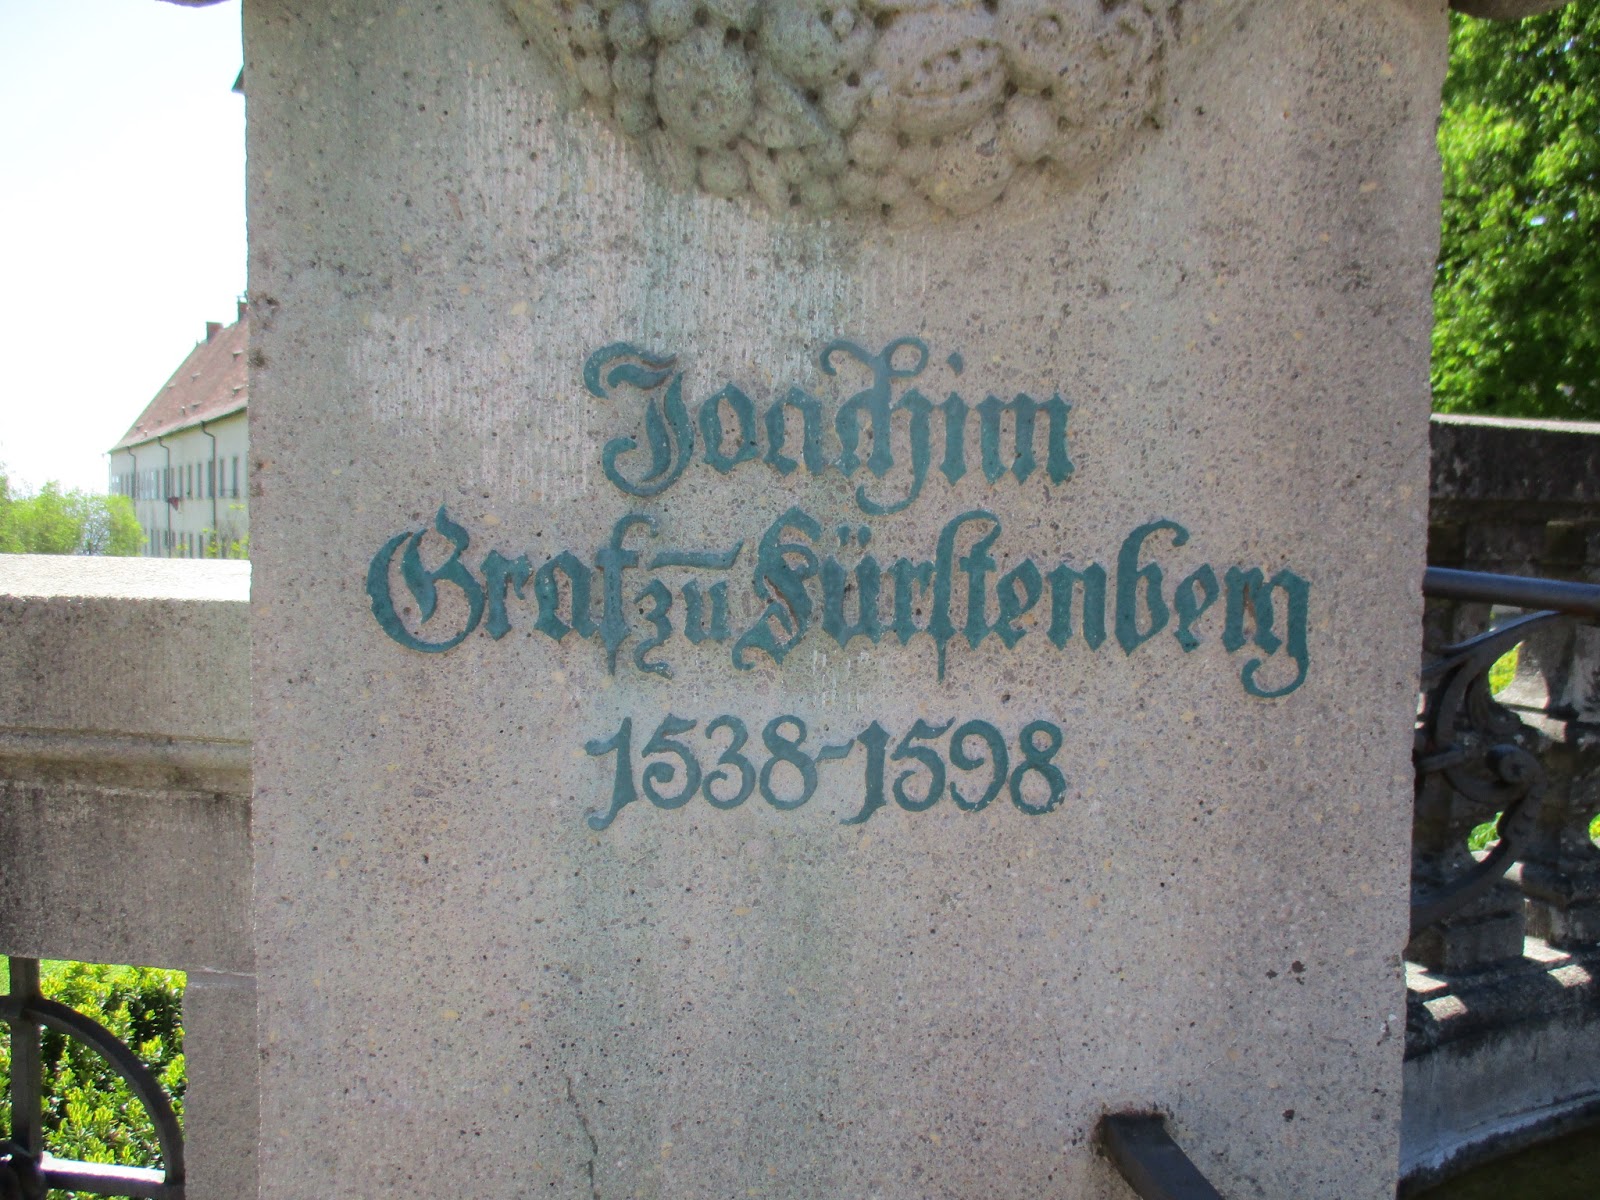 Joachim
Graf zu Fürstenberg
1538-1598